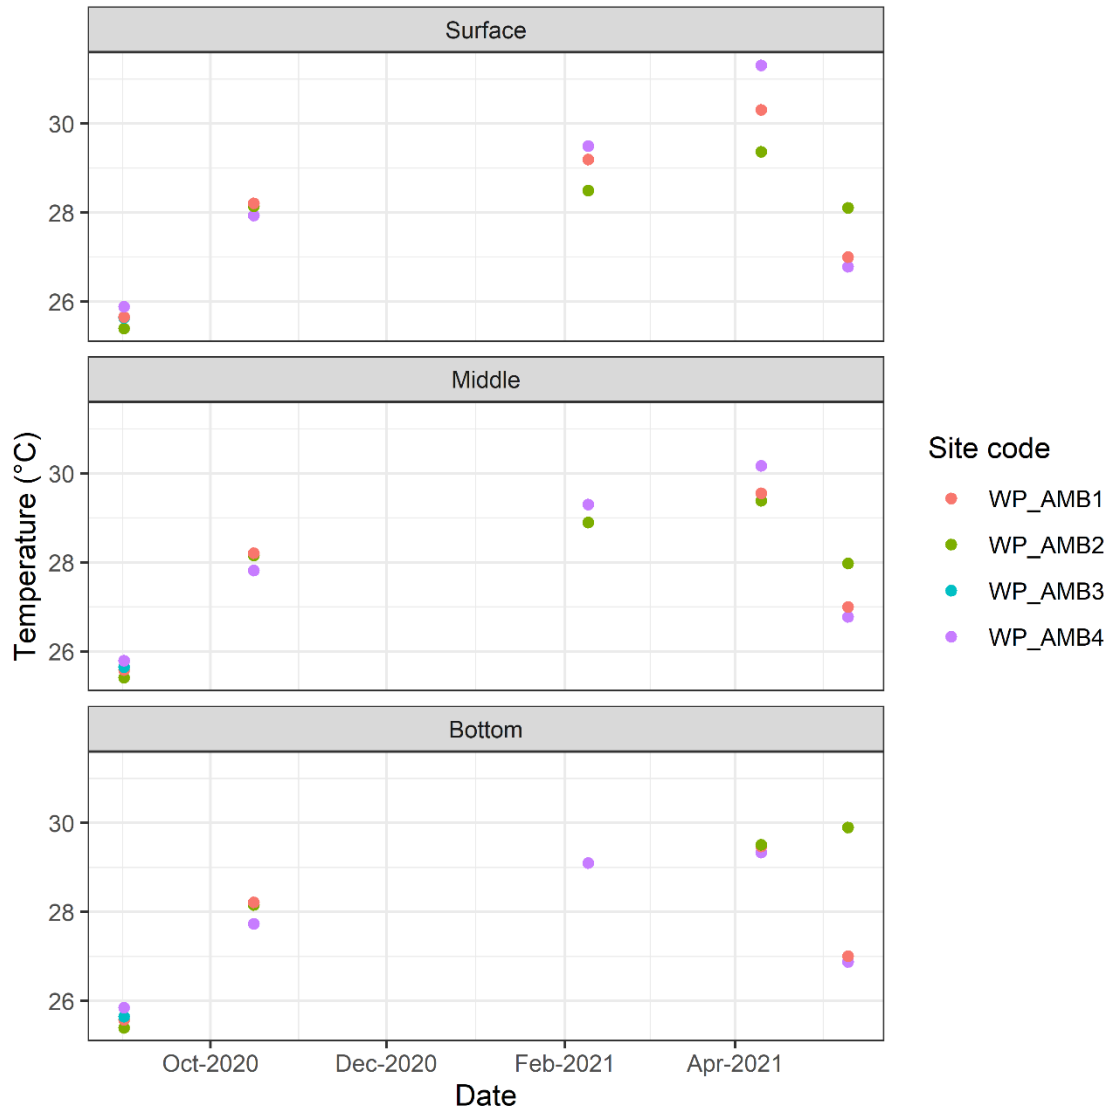 Surface
30
28
26
Middle
30
28
26
Bottom
30
28
26
Oct-2020 Dec-2020 Feb-2021 Apr-2021
Date
Temperature (°C)
Site code
WP_AMB1
WP_AMB2
WP_AMB3
WP_AMB4